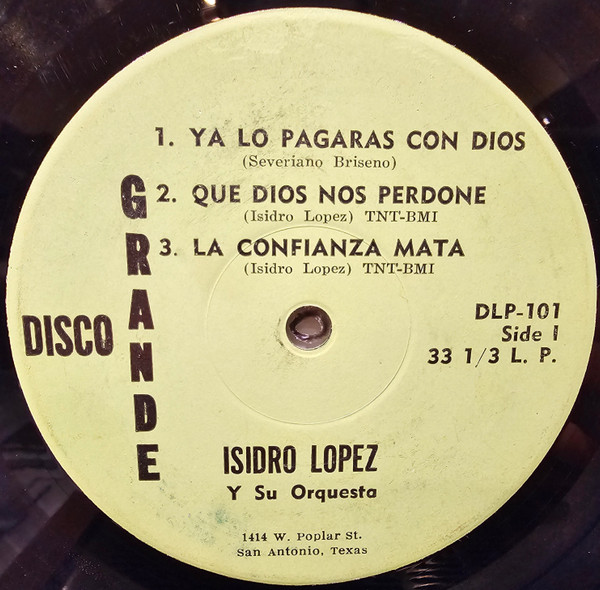 1. YA LO PAGARAS CON DIOS
(Severiano Briseno)
2. QUE DIOS NOS PERDONE
(Isidro Lopez) TNT-BMI
3. LA CONFIANZA MATA
(Isidro Lopez) TNT-BMI
DISCO
GRANDE
DLP-101
Side 1
33 1/3 L. P.
ISIDRO LOPEZ
Y Su Orquesta
1414 W. Poplar St.
San Antonio, Texas